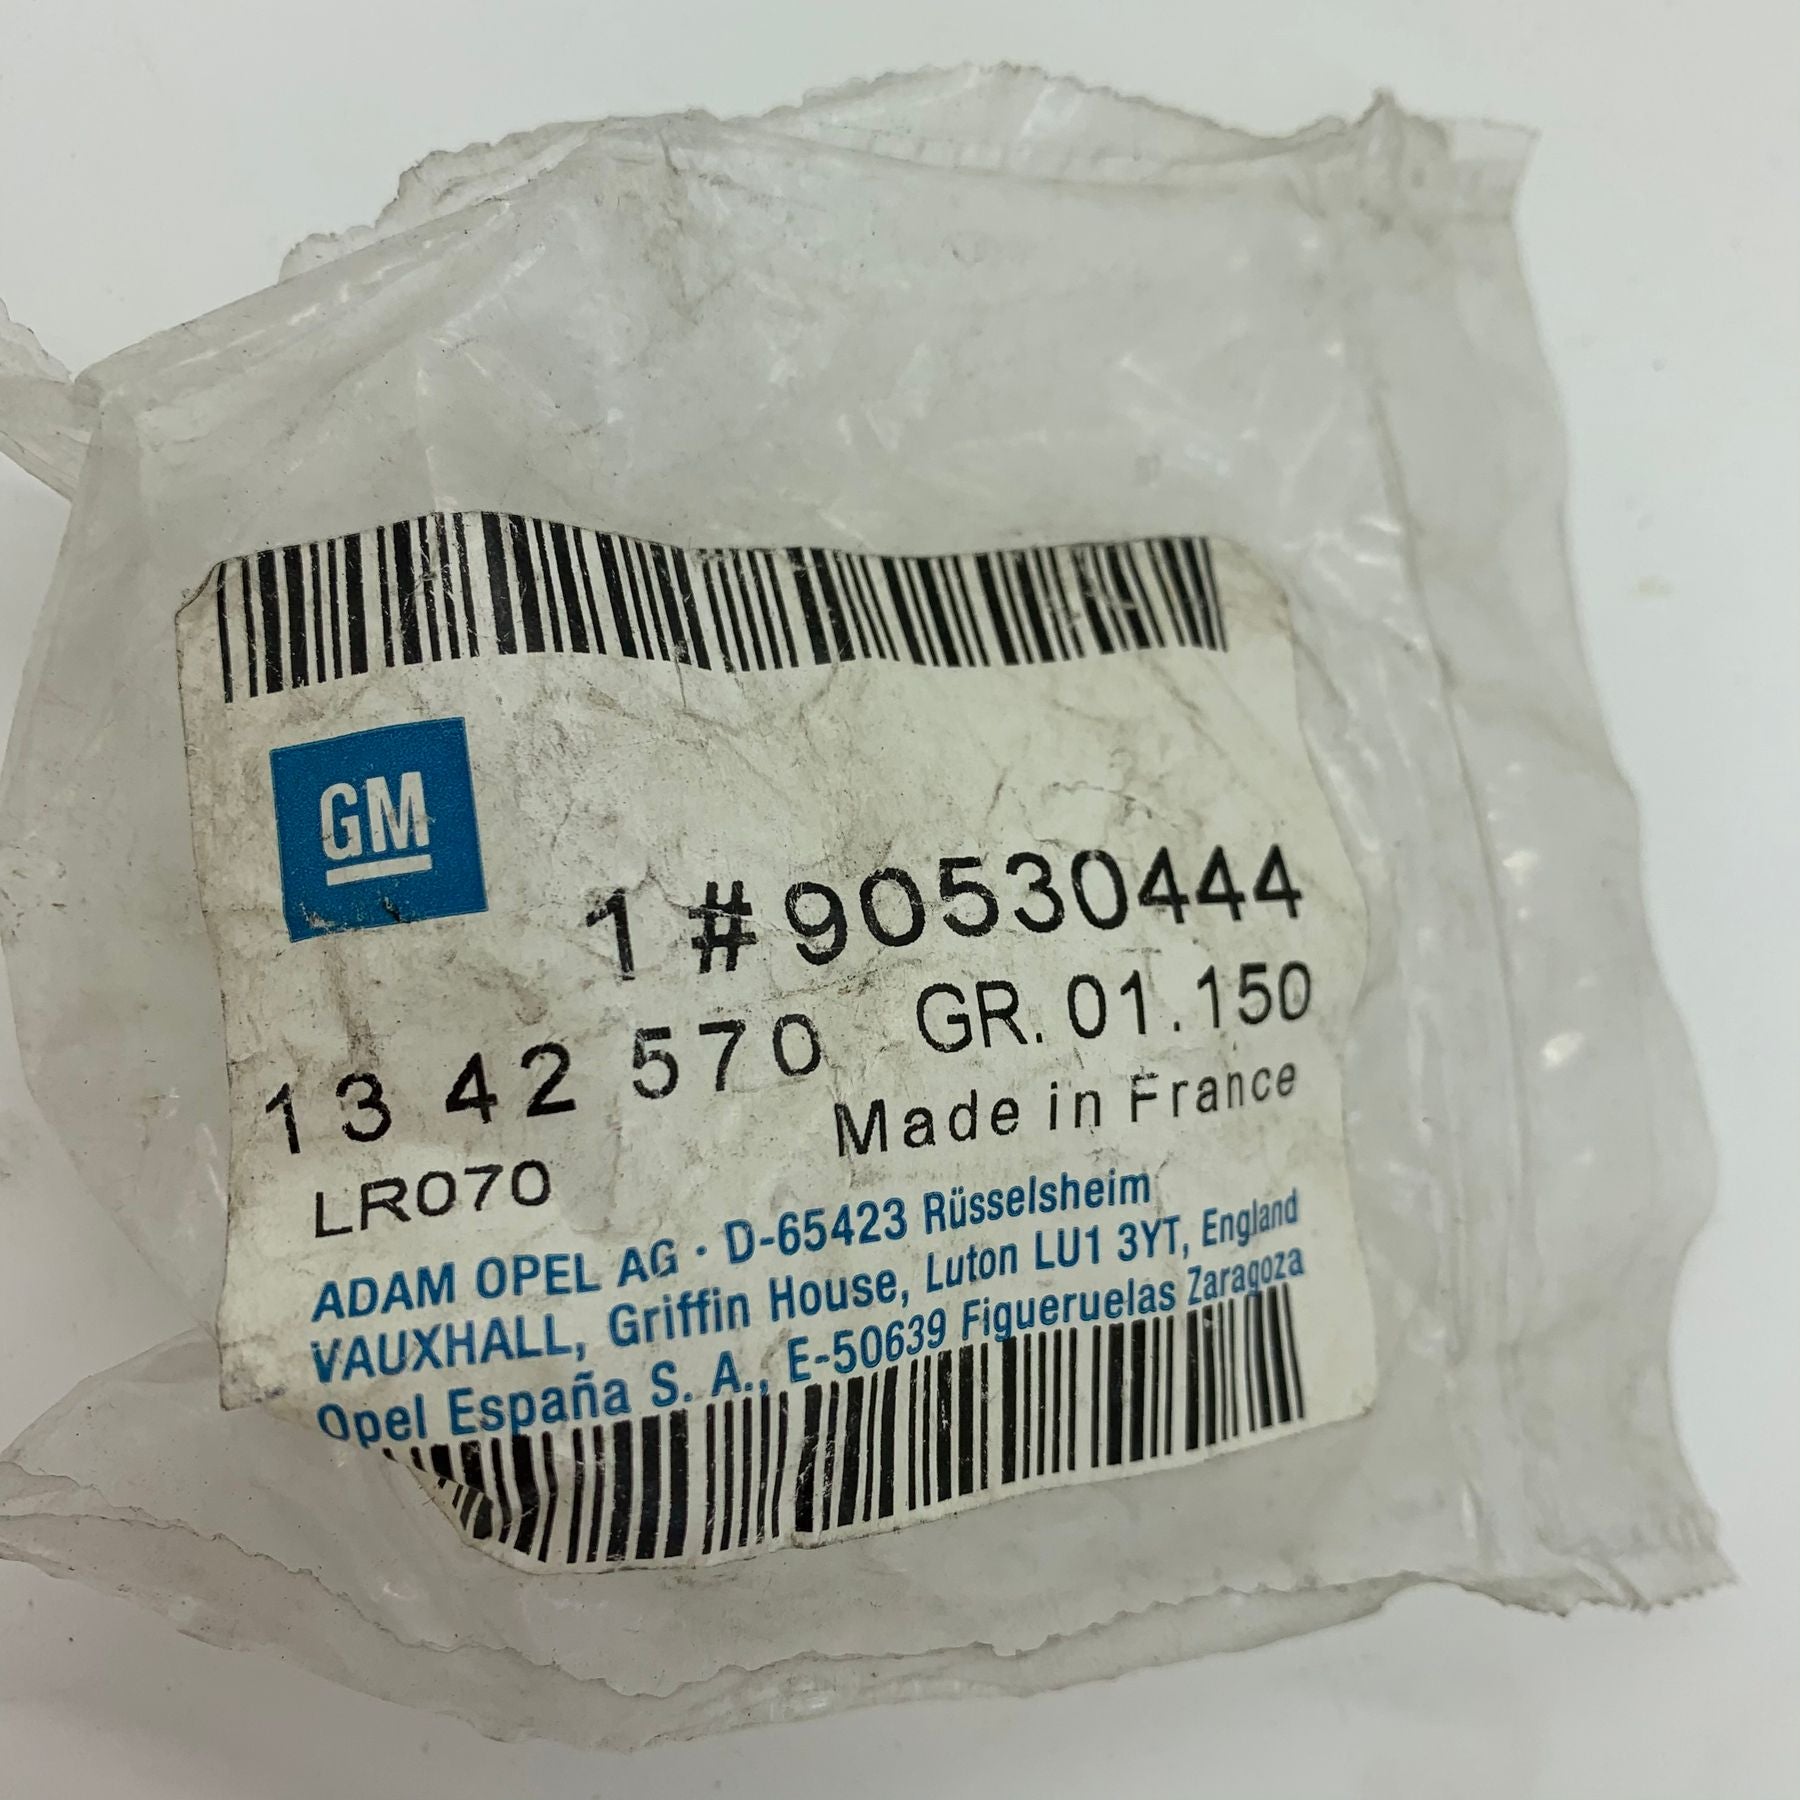 GM
1 #90530444
13 42 570 GR. 01.150
Made in France
LR070
ADAM OPEL AG · D-65423 Rüsselsheim
VAUXHALL, Griffin House, Luton LU1 3YT, England
Opel España S. A., E-50639 Figueruelas Zaragoza